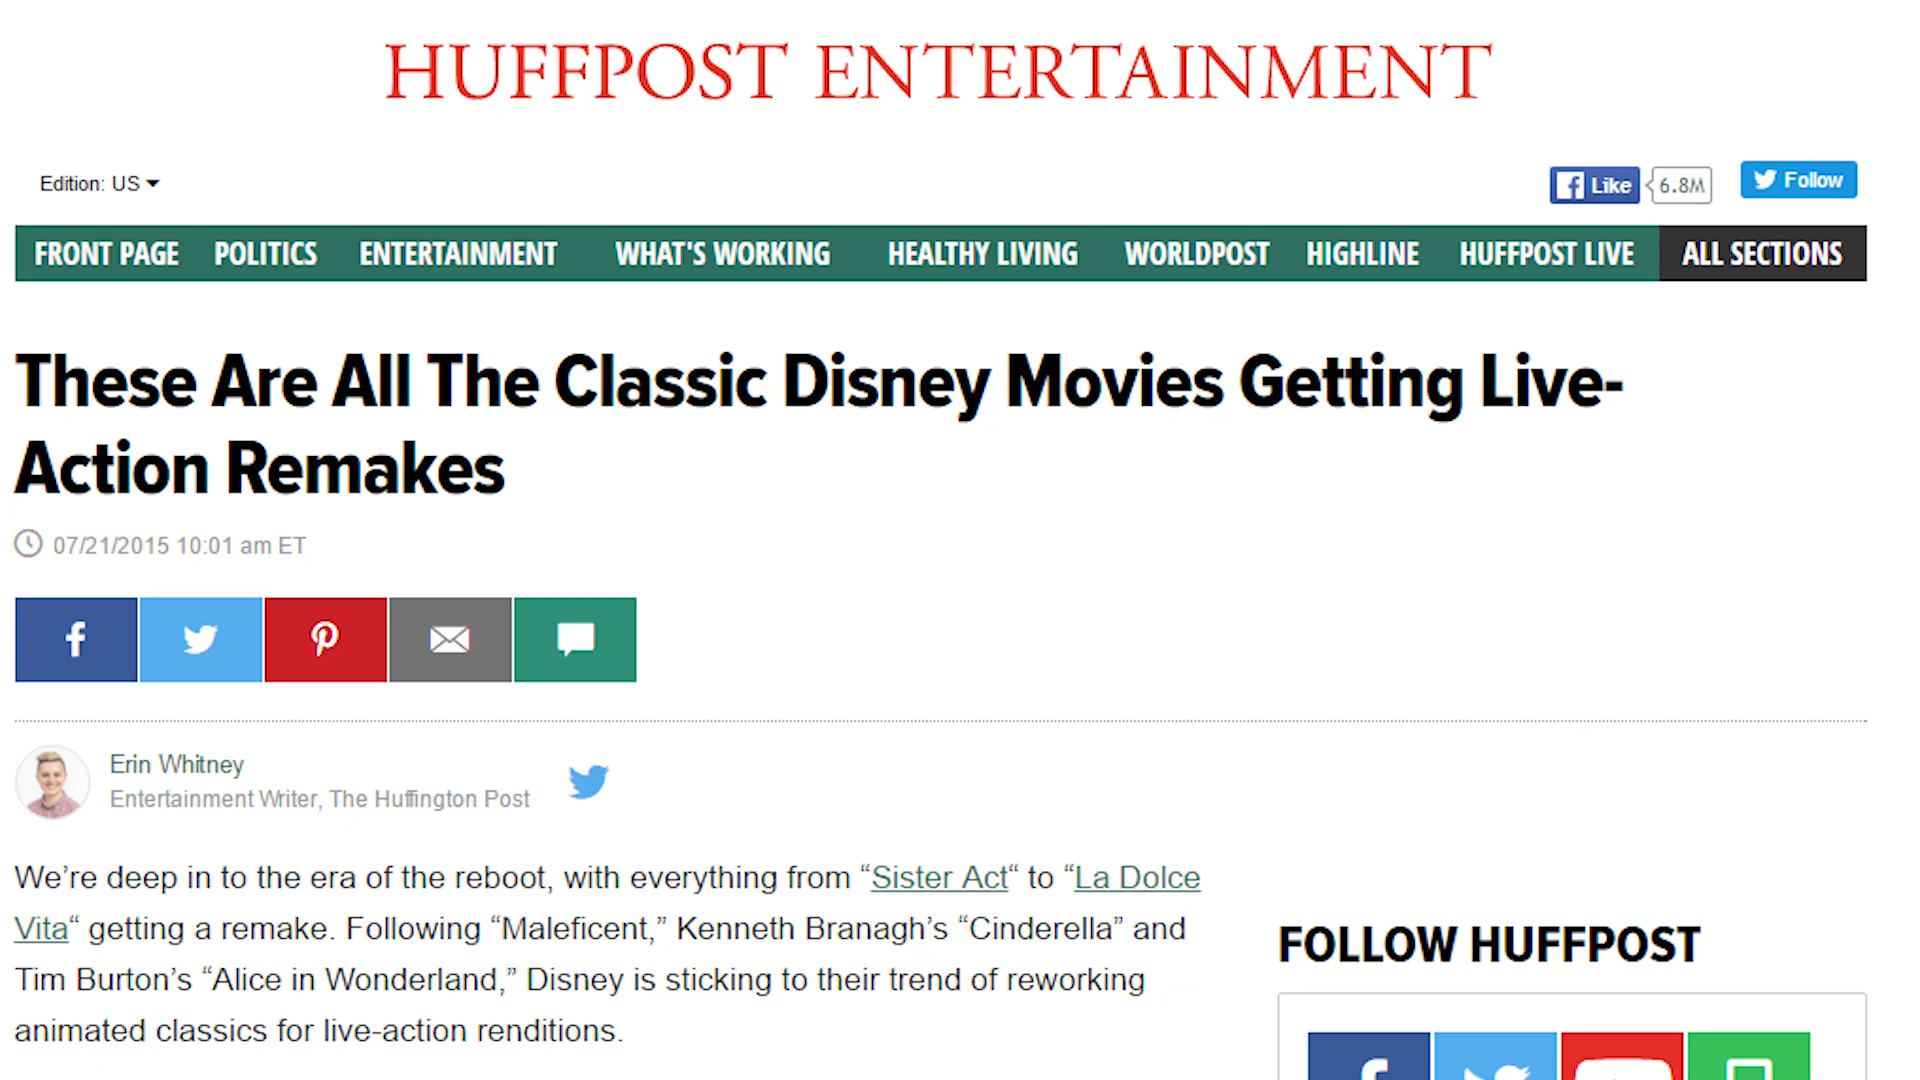 HUFFPOST ENTERTAINMENT
Edition: US
Like
6.8M
Follow
FRONT PAGE POLITICS ENTERTAINMENT WHAT'S WORKING HEALTHY LIVING WORLDPOST HIGHLINE HUFFPOST LIVE ALL SECTIONS
These Are All The Classic Disney Movies Getting Live-
Action Remakes
07/21/2015 10:01 am ET
Erin Whitney
Entertainment Writer, The Huffington Post
We’re deep in to the era of the reboot, with everything from “Sister Act“ to “La Dolce
Vita“ getting a remake. Following “Maleficent,” Kenneth Branagh’s “Cinderella” and
Tim Burton’s “Alice in Wonderland,” Disney is sticking to their trend of reworking
animated classics for live-action renditions.
FOLLOW HUFFPOST